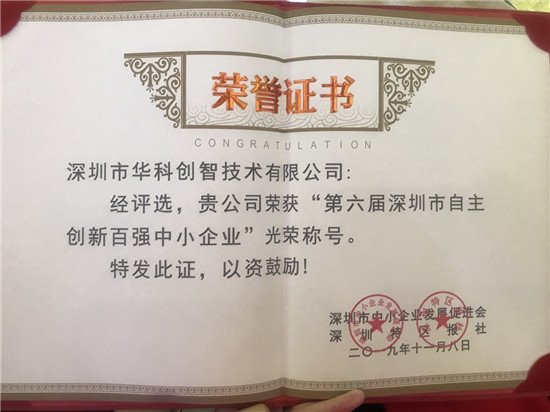 荣誉证书
CONGRATULATION
深圳市华科创智技术有限公司:
经评选，贵公司荣获“第六届深圳市自主
创新百强中小企业”光荣称号。
特发此证，以资鼓励!
深圳市中小企业发展促进会
深圳特区报社
二〇一九年十一月八日